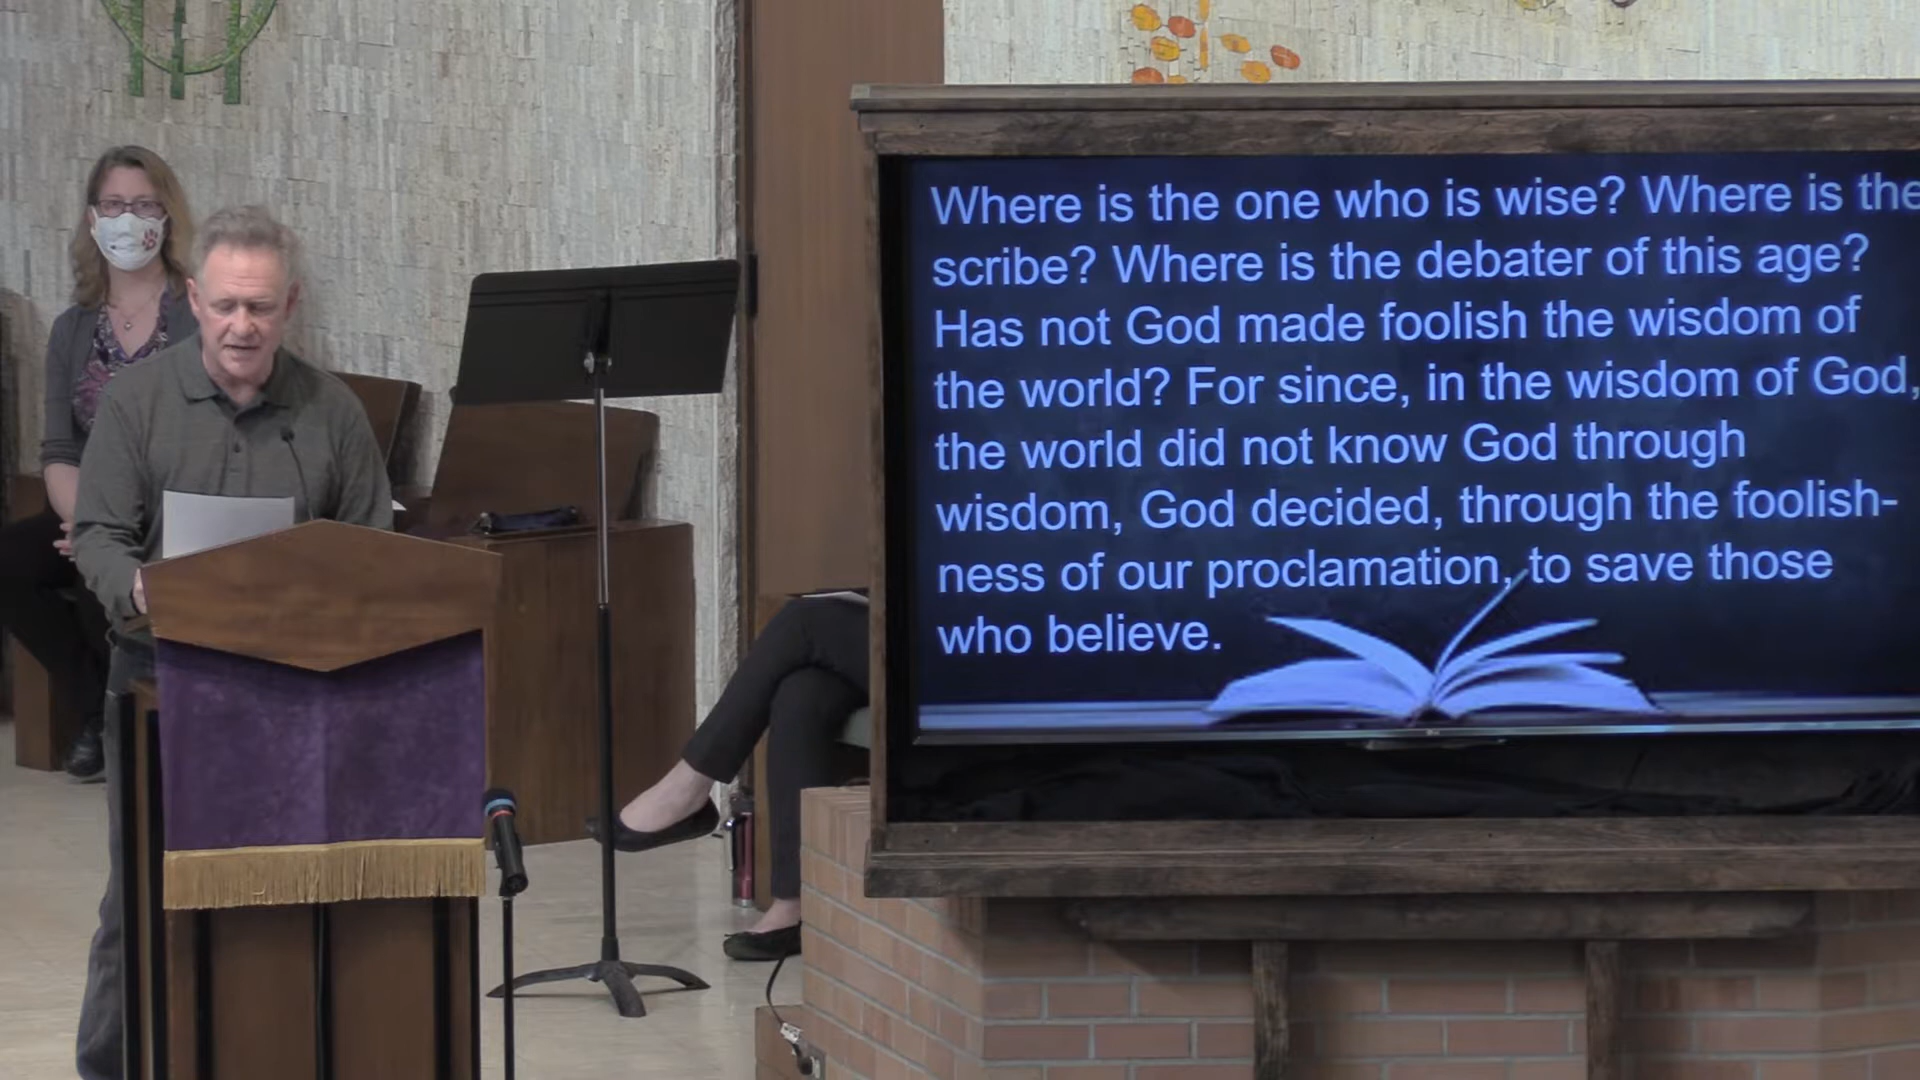 Where is the one who is wise? Where is the
scribe? Where is the debater of this age?
Has not God made foolish the wisdom of
the world? For since, in the wisdom of God,
the world did not know God through
wisdom, God decided, through the foolish-
ness of our proclamation, to save those
who believe.